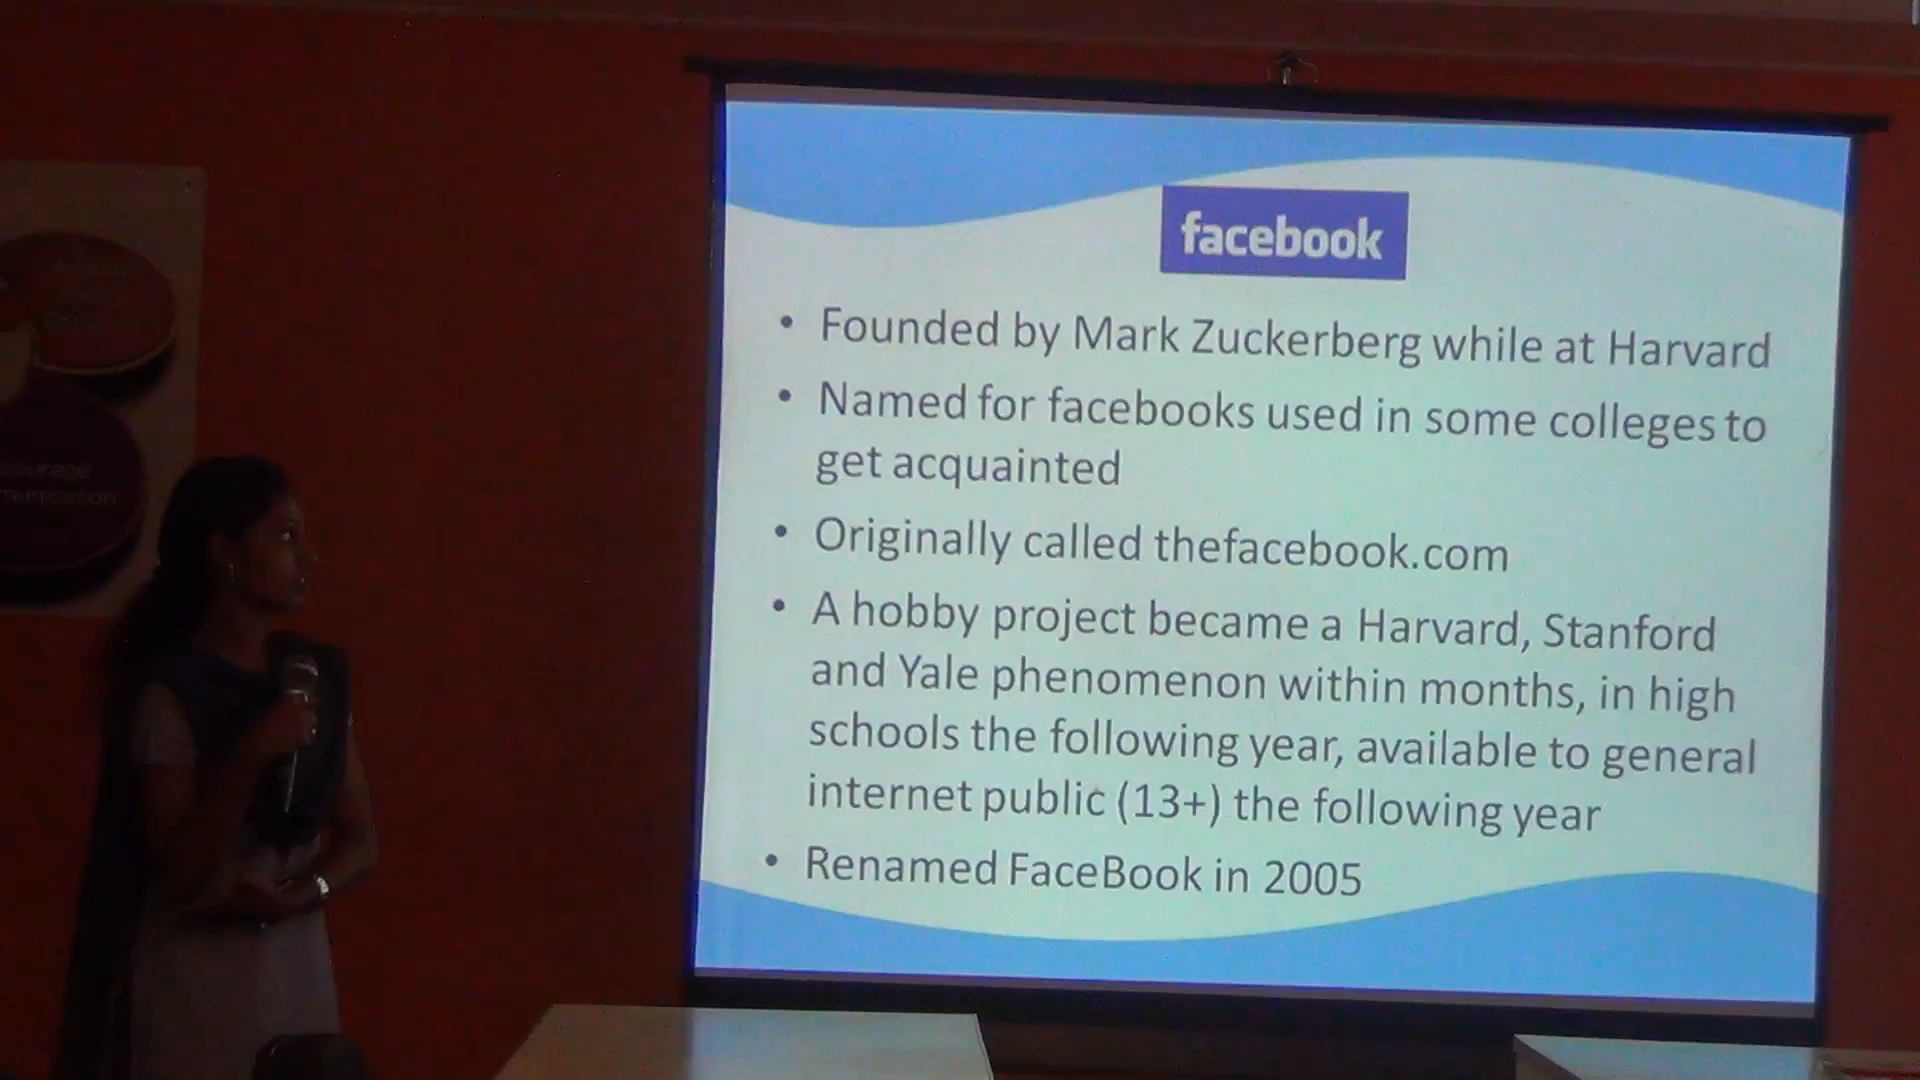 facebook
• Founded by Mark Zuckerberg while at Harvard
• Named for facebooks used in some colleges to
get acquainted
• Originally called thefacebook.com
• A hobby project became a Harvard, Stanford
and Yale phenomenon within months, in high
schools the following year, available to general
internet public (13+) the following year
• Renamed FaceBook in 2005